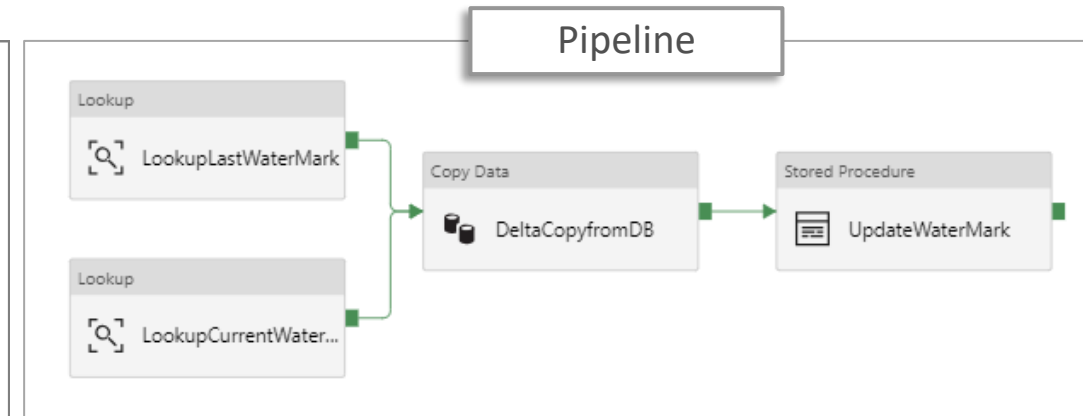 Pipeline
Lookup
LookupLastWaterMark
Copy Data
DeltaCopyfromDB
Stored Procedure
UpdateWaterMark
Lookup
LookupCurrentWater...